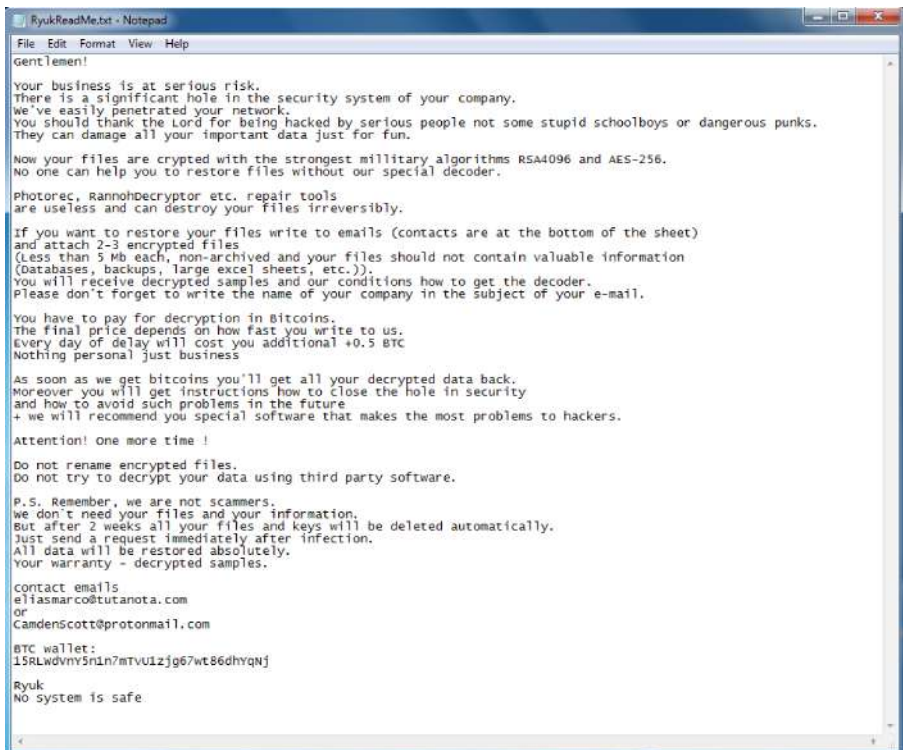 RyukReadMe.txt - Notepad
File Edit Format View Help
Gentlemen!
Your business is at serious risk.
There is a significant hole in the security system of your company.
We've easily penetrated your network.
You should thank the Lord for being hacked by serious people not some stupid schoolboys or dangerous punks.
They can damage all your important data just for fun.
Now your files are crypted with the strongest millitary algorithms RSA4096 and AES-256.
No one can help you to restore files without our special decoder.
Photorec, RannohDecryptor etc. repair tools
are useless and can destroy your files irreversibly.
If you want to restore your files write to emails (contacts are at the bottom of the sheet)
and attach 2-3 encrypted files
(Less than 5 Mb each, non-archived and your files should not contain valuable information
(Databases, backups, large excel sheets, etc.)).
You will receive decrypted samples and our conditions how to get the decoder.
Please don't forget to write the name of your company in the subject of your e-mail.
You have to pay for decryption in Bitcoins.
The final price depends on how fast you write to us.
Every day of delay will cost you additional +0.5 BTC
Nothing personal just business
As soon as we get bitcoins you'll get all your decrypted data back.
Moreover you will get instructions how to close the hole in security
and how to avoid such problems in the future
+ we will recommend you special software that makes the most problems to hackers.
Attention! One more time !
Do not rename encrypted files.
Do not try to decrypt your data using third party software.
P.S. Remember, we are not scammers.
We don't need your files and your information.
But after 2 weeks all your files and keys will be deleted automatically.
Just send a request immediately after infection.
All data will be restored absolutely.
Your warranty - decrypted samples.
contact emails
eliasmarco@tutanota.com
or
CamdenScott@protonmail.com
BTC wallet:
15RLWdVnY5n1n7mTvU1zjg67wt86dhYqNj
Ryuk
No system is safe